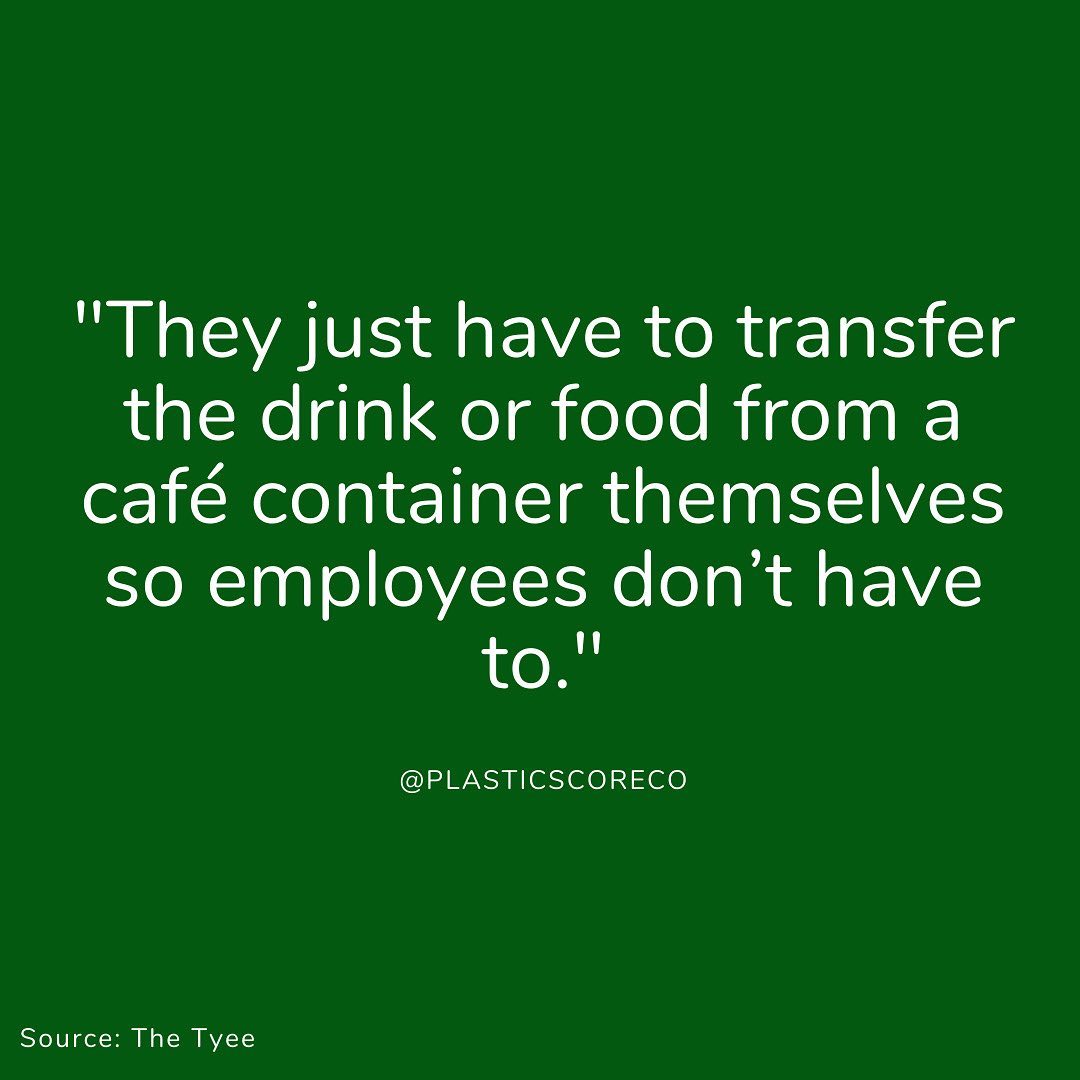 "They just have to transfer
the drink or food from a
café container themselves
so employees don’t have
to."
@PLASTICSCORECO
Source: The Tyee